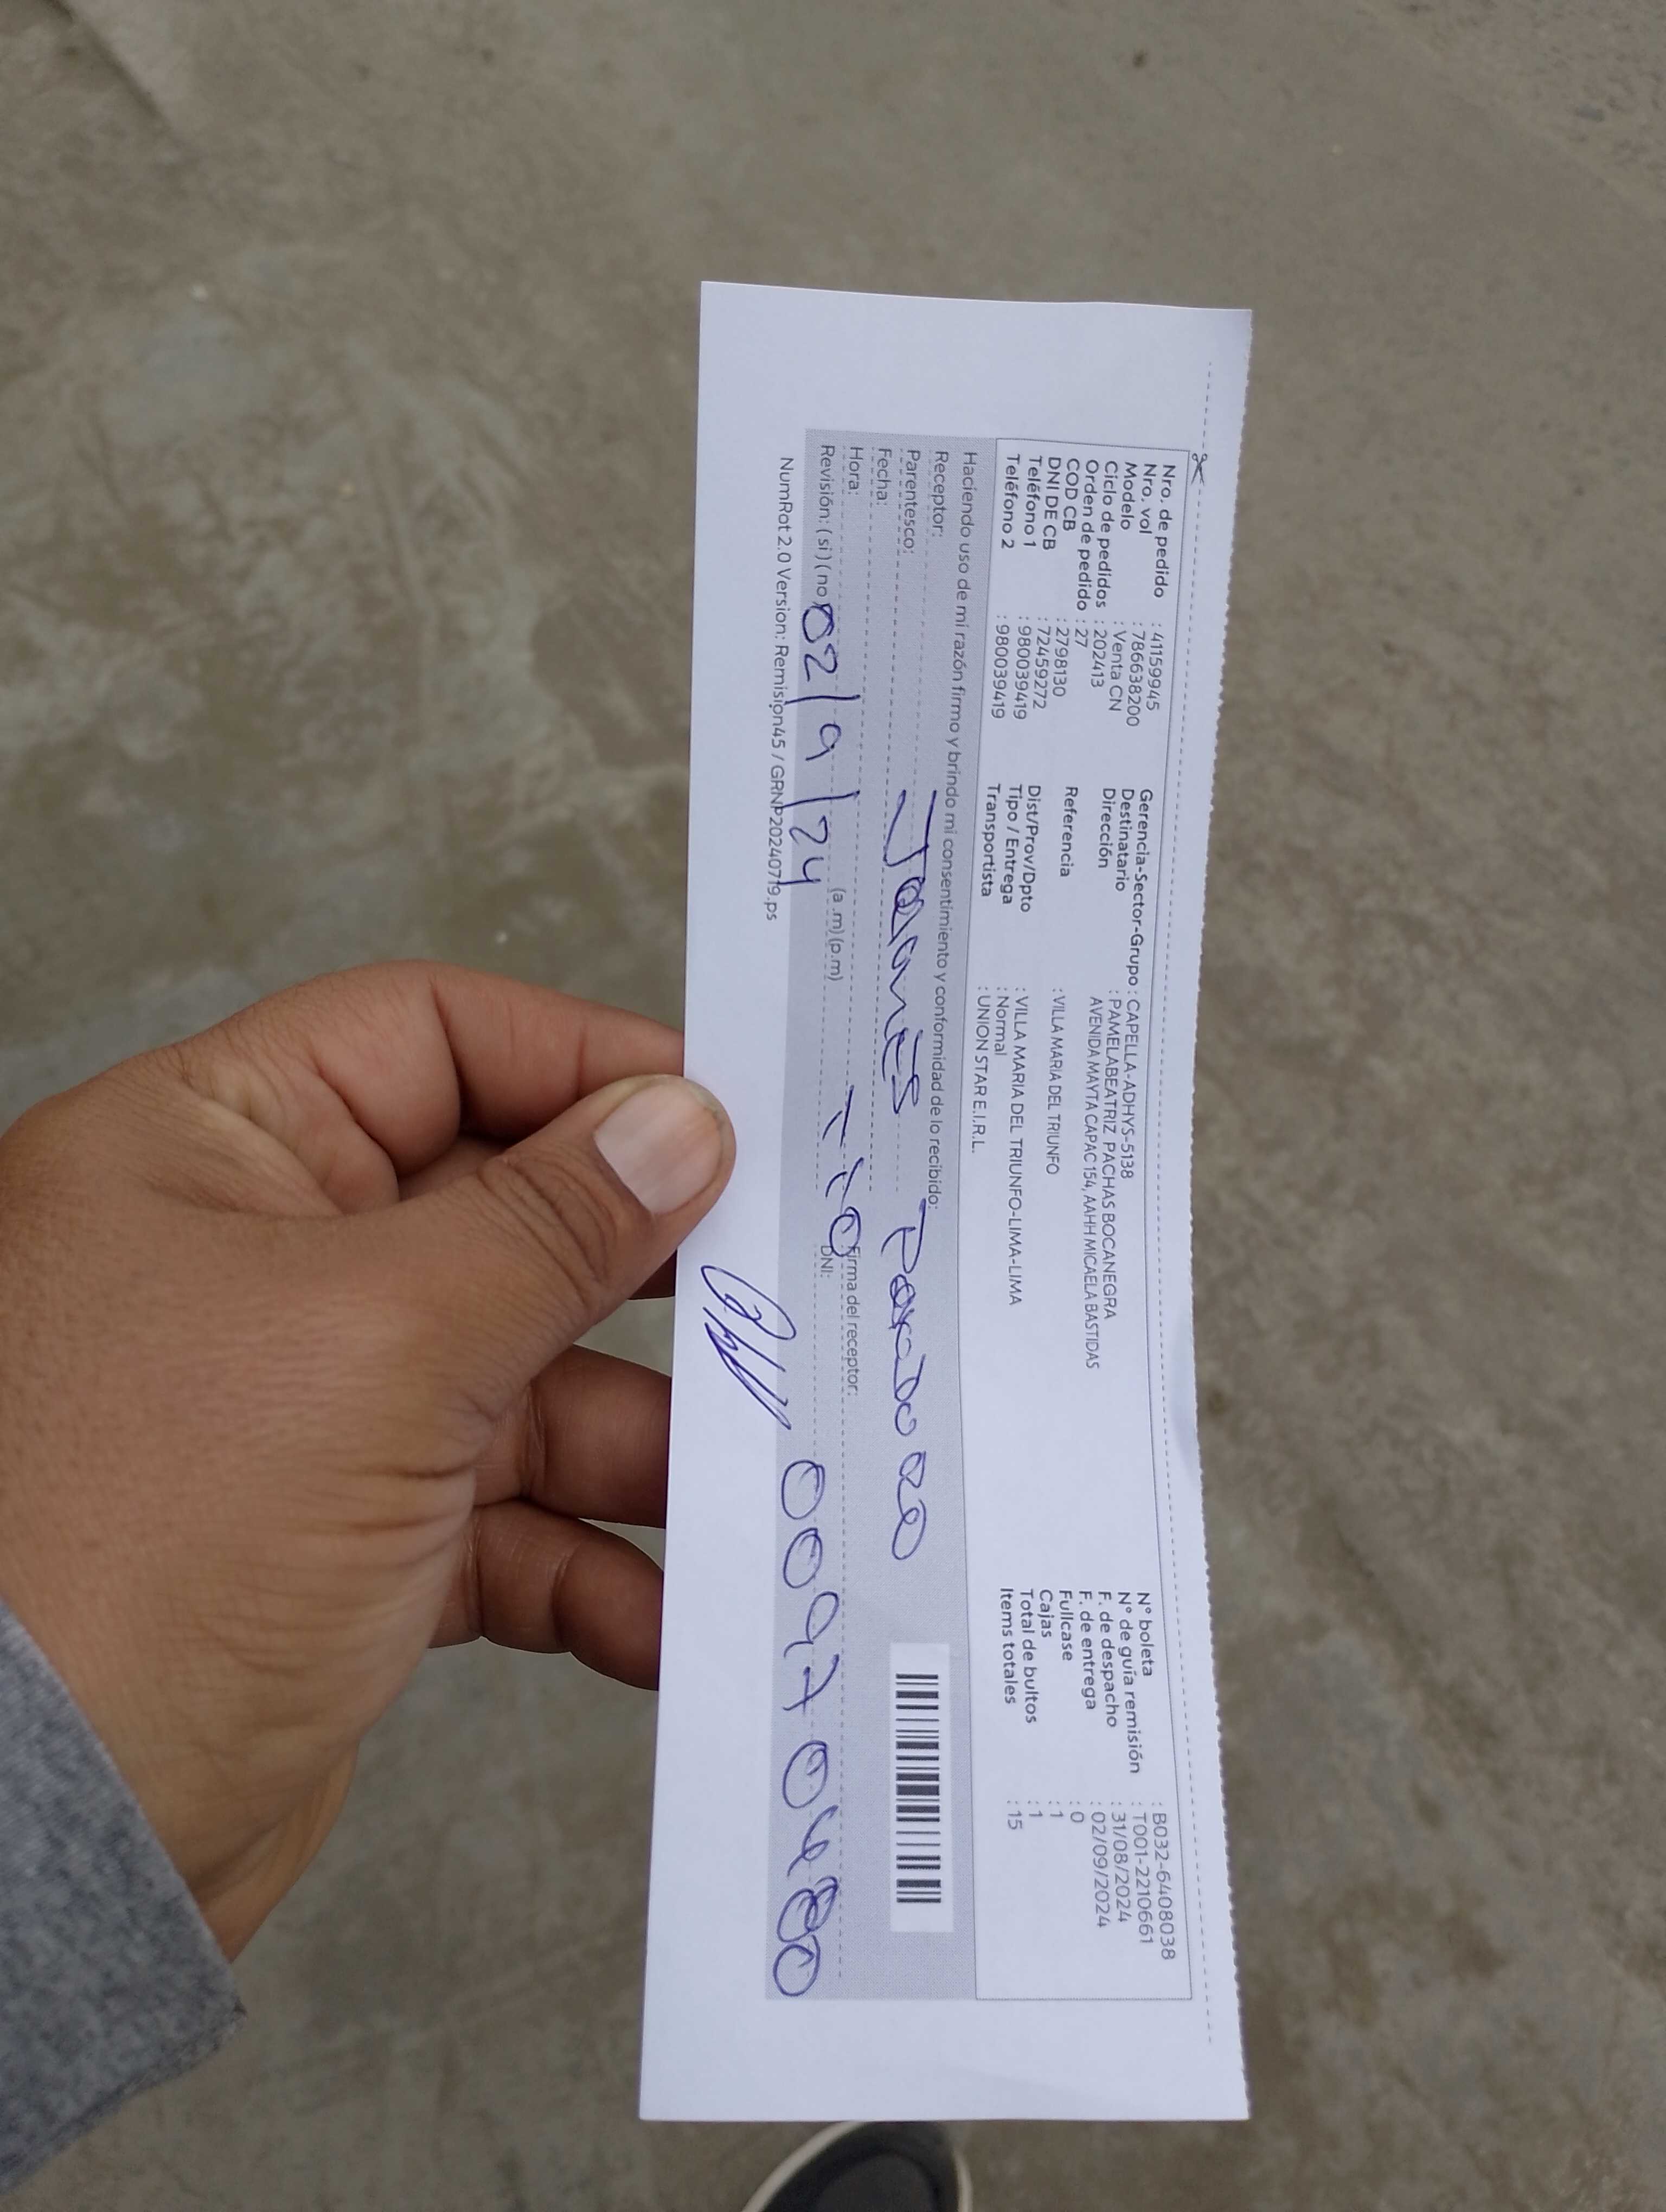 Nro. de pedido : 41159945
Nro. vol : 786638200
Modelo : Venta CN
Ciclo de pedidos : 202413
Orden de pedido : 27
COD CB : 2798130
DNI DE CB : 72459272
Teléfono 1 : 980039419
Teléfono 2 : 980039419
Gerencia-Sector-Grupo : CAPELLA-ADHYS-5138
Destinatario : PAMELABEATRIZ PACHAS BOCANEGRA
Dirección AVENIDA MAYTA CAPAC 154, AAHH MICAELA BASTIDAS
Referencia : VILLA MARIA DEL TRIUNFO
Dist/Prov/Dpto : VILLA MARIA DEL TRIUNFO-LIMA-LIMA
Tipo / Entrega : Normal
Transportista : UNION STAR E.I.R.L.
N° boleta : B032-6408038
N° de guía remisión : T001-2210661
F. de despacho : 31/08/2024
F. de entrega : 02/09/2024
Fullcase : 0
Cajas : 1
Total de bultos : 1
Items totales : 15
Haciendo uso de mi razón firmo y brindo mi consentimiento y conformidad de lo recibido:
Receptor:
Parentesco:
Fecha:
Hora: (a .m) (p.m)
Revisión: (si) (no)
02/9/24
Tio
Firma del receptor:
DNI:
NumRot 2.0 Version: Remision45 / GRNP20240719.ps